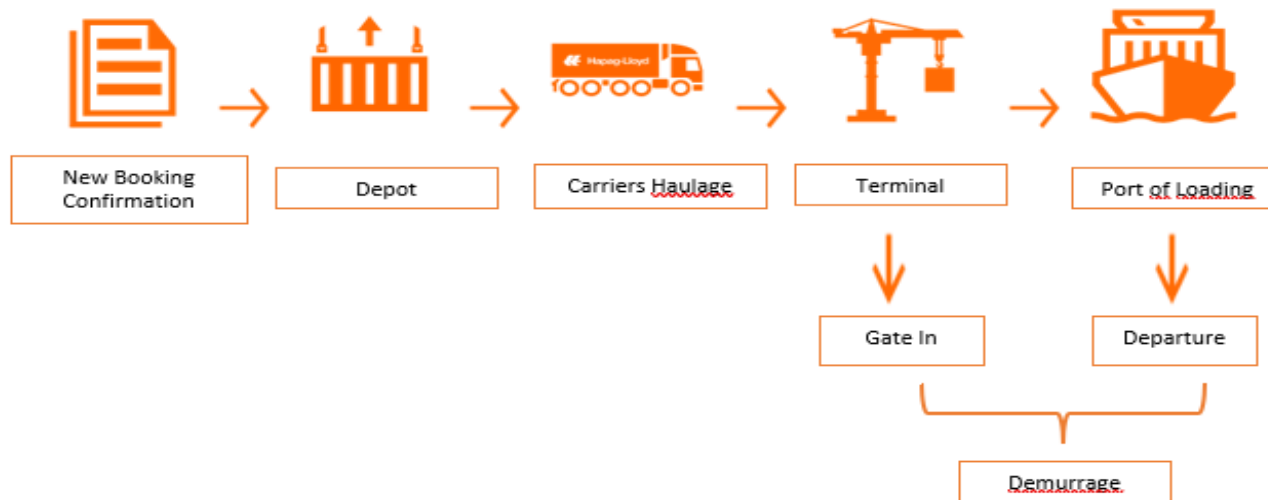 Hapag-Lloyd
New Booking
Confirmation
Depot
Carriers Haulage
Terminal
Port of Loading
Gate In
Departure
Demurrage